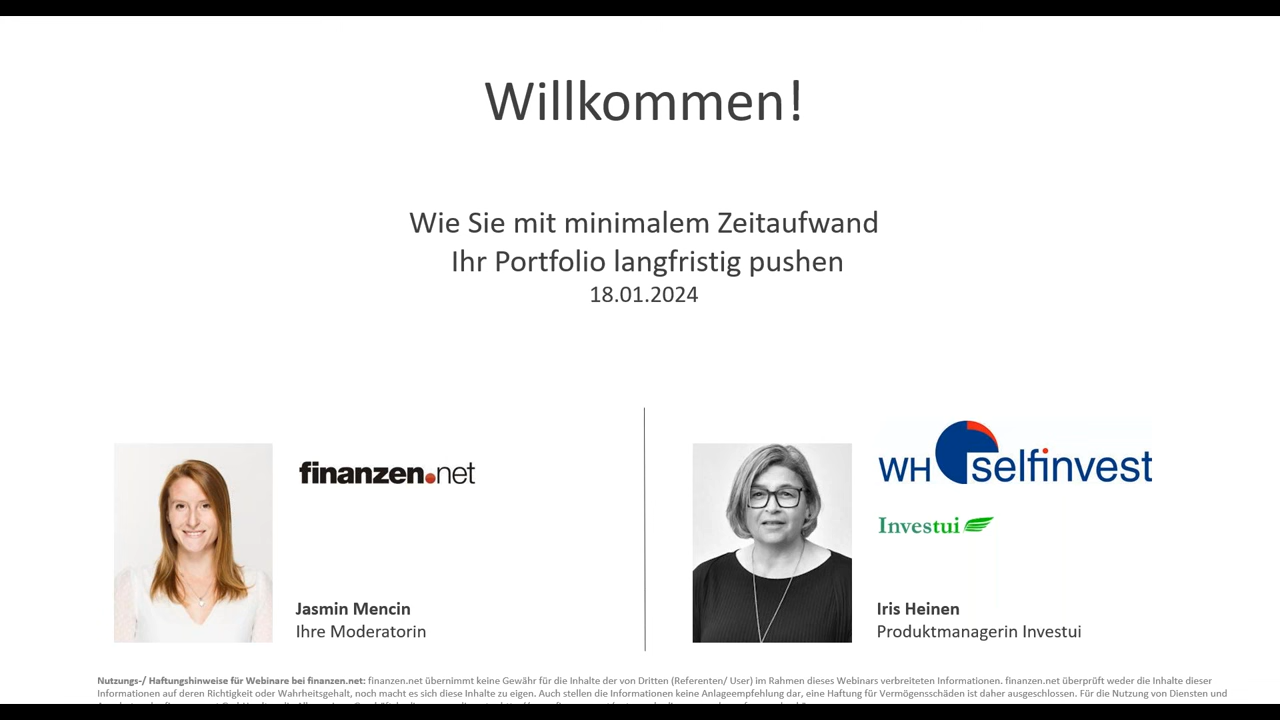 Willkommen!
Wie Sie mit minimalem Zeitaufwand
Ihr Portfolio langfristig pushen
18.01.2024
finanzen.net
Jasmin Mencin
Ihre Moderatorin
WH selfinvest
Investui
Iris Heinen
Produktmanagerin Investui
Nutzungs-/ Haftungshinweise für Webinare bei finanzen.net: finanzen.net übernimmt keine Gewähr für die Inhalte der von Dritten (Referenten/ User) im Rahmen dieses Webinars verbreiteten Informationen. finanzen.net überprüft weder die Inhalte dieser
Informationen auf deren Richtigkeit oder Wahrheitsgehalt, noch macht es sich diese Inhalte zu eigen. Auch stellen die Informationen keine Anlageempfehlung dar, eine Haftung für Vermögensschäden ist daher ausgeschlossen. Für die Nutzung von Diensten und